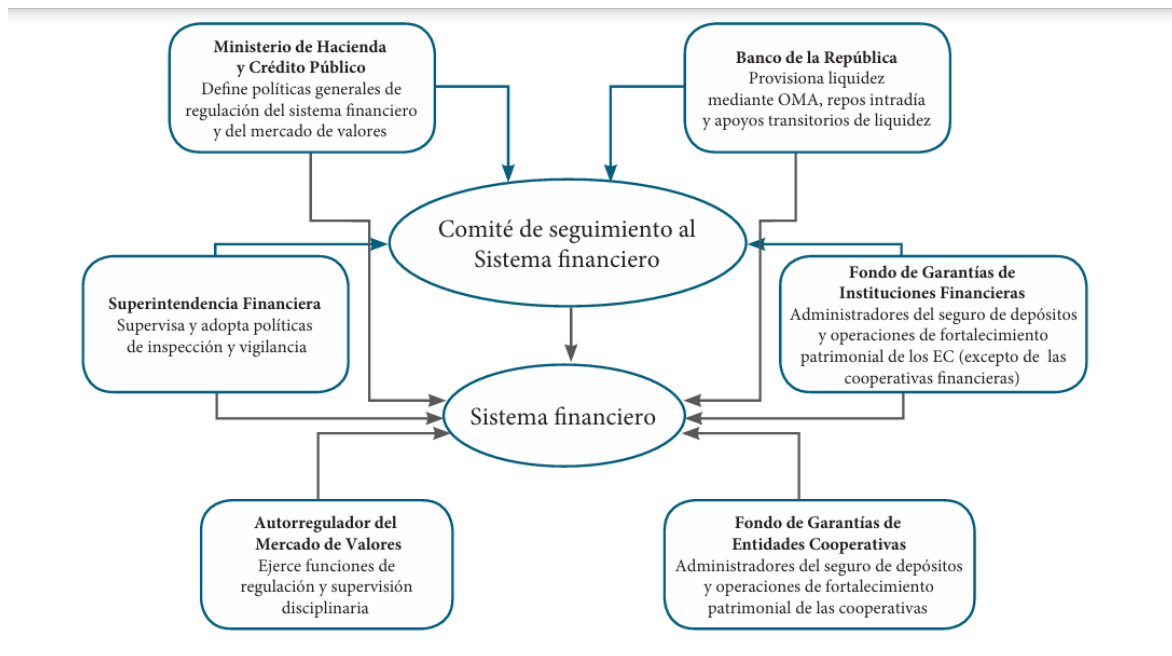 Ministerio de Hacienda
y Crédito Público
Define políticas generales de
regulación del sistema financiero
y del mercado de valores
Banco de la República
Provisiona liquidez
mediante OMA, repos intradía
y apoyos transitorios de liquidez
Comité de seguimiento al
Sistema financiero
Superintendencia Financiera
Supervisa y adopta políticas
de inspección y vigilancia
Fondo de Garantías de
Instituciones Financieras
Administradores del seguro de depósitos
y operaciones de fortalecimiento
patrimonial de los EC (excepto de las
cooperativas financieras)
Sistema financiero
Autorregulador del
Mercado de Valores
Ejerce funciones de
regulación y supervisión
disciplinaria
Fondo de Garantías de
Entidades Cooperativas
Administradores del seguro de depósitos
y operaciones de fortalecimiento
patrimonial de las cooperativas